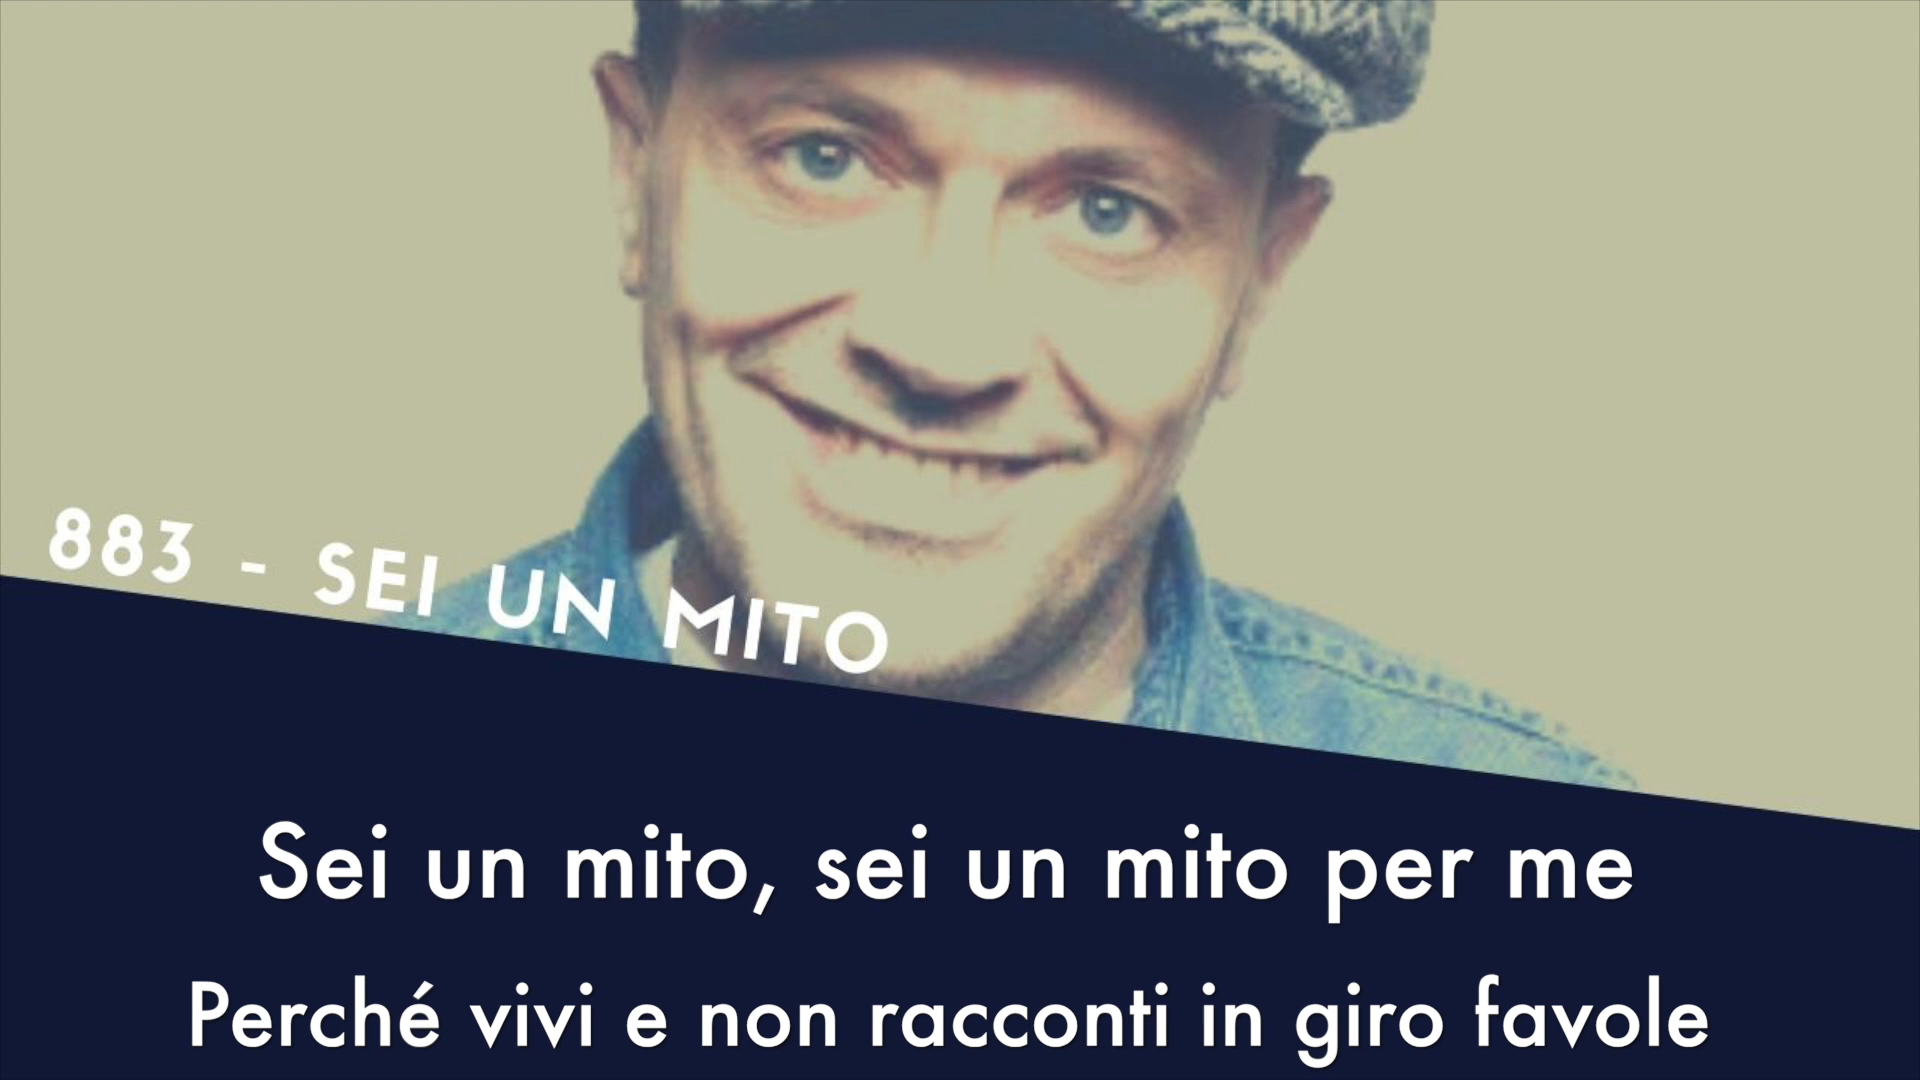 883 - SEI UN MITO
Sei un mito, sei un mito per me
Perché vivi e non racconti in giro favole